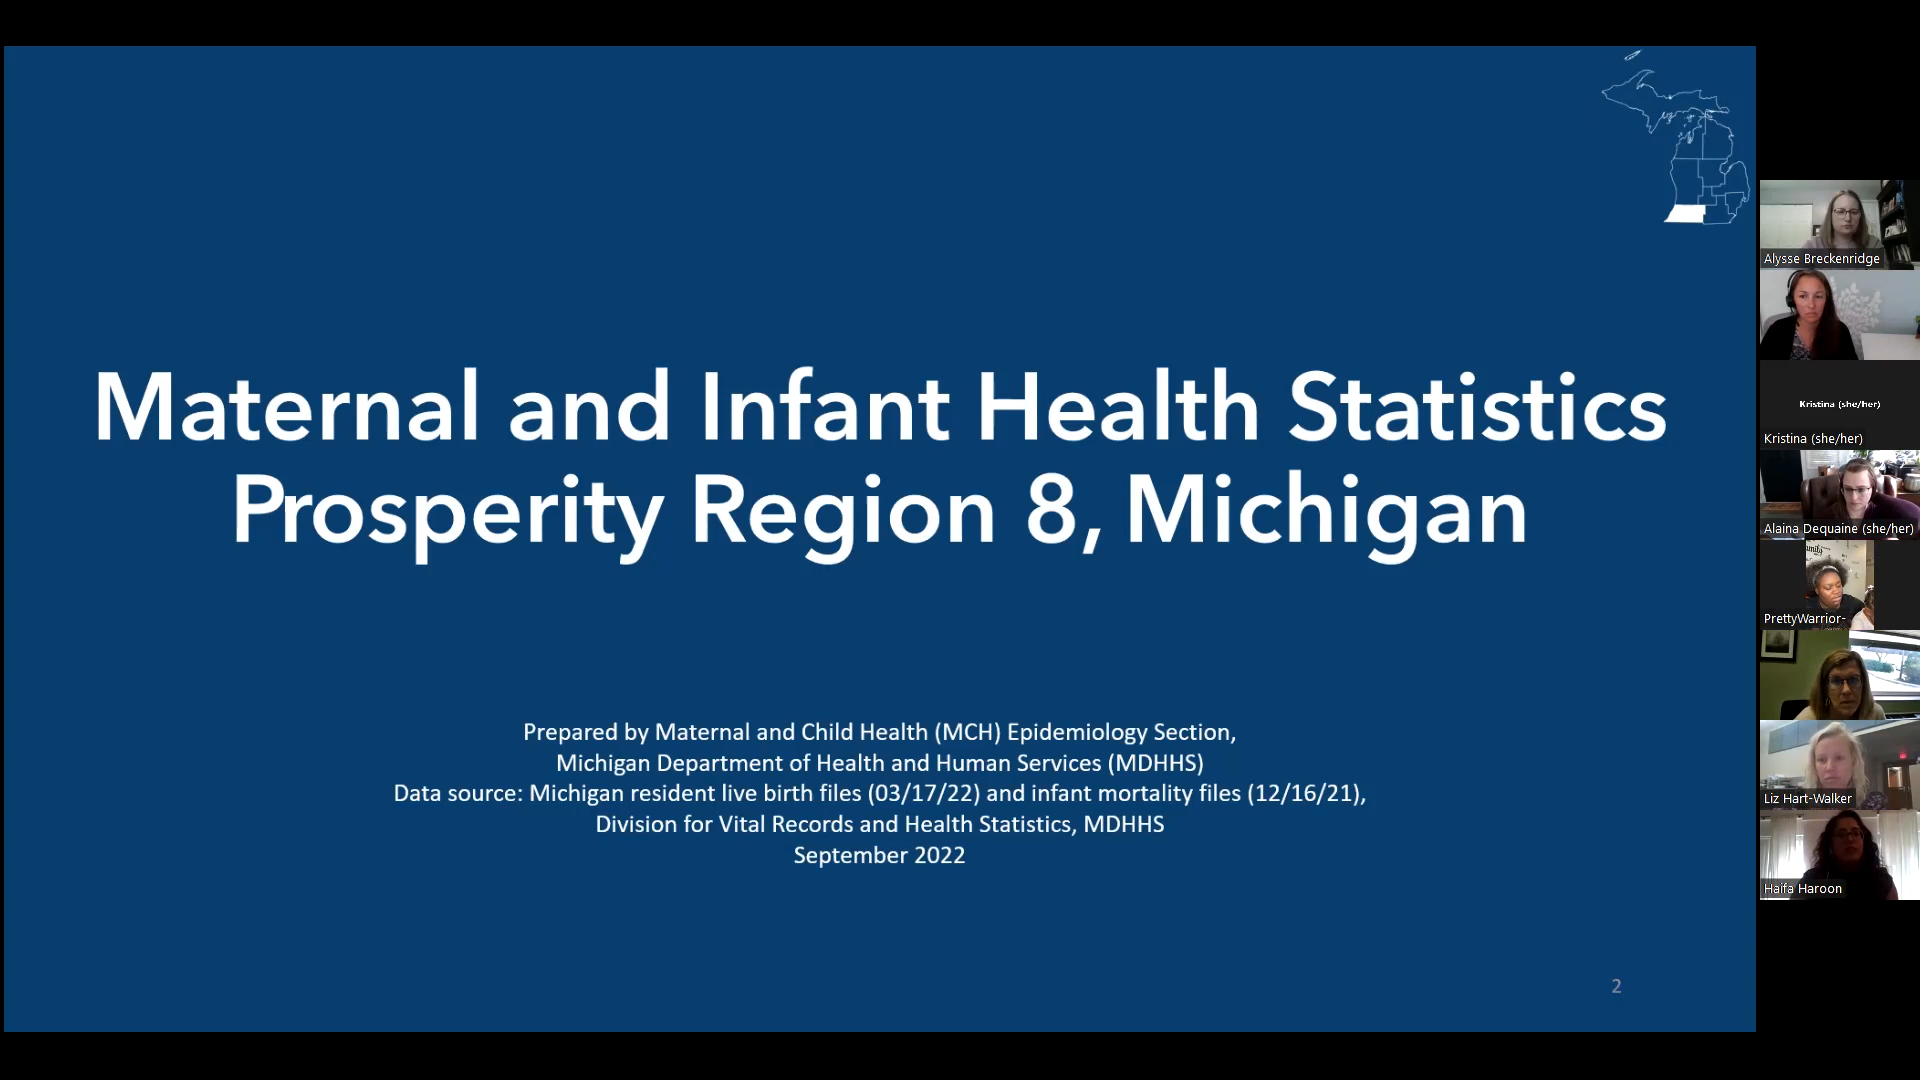 Maternal and Infant Health Statistics
Prosperity Region 8, Michigan
Prepared by Maternal and Child Health (MCH) Epidemiology Section,
Michigan Department of Health and Human Services (MDHHS)
Data source: Michigan resident live birth files (03/17/22) and infant mortality files (12/16/21),
Division for Vital Records and Health Statistics, MDHHS
September 2022
2
Alysse Breckenridge
Kristina (she/her)
Kristina (she/her)
Alaina Dequaine (she/her)
PrettyWarrior-
Liz Hart-Walker
Haifa Haroon